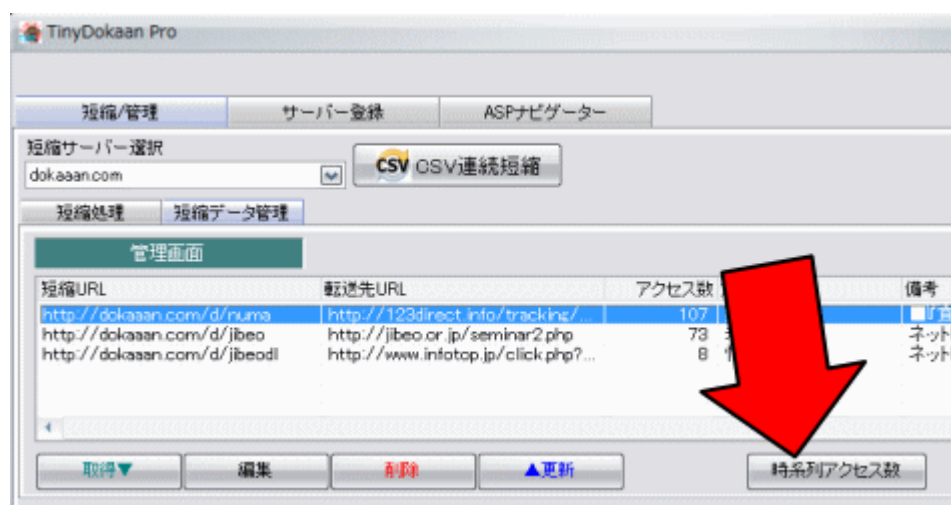 TinyDokaan Pro
短縮/管理 サーバー登録 ASPナビゲーター
短縮サーバー選択
dokaaan.com CSV CSV連続短縮
短縮処理 短縮データ管理
管理画面
短縮URL 転送先URL アクセス数 備考
http://dokaaan.com/d/numa http://123direct.info/tracking/... 107
http://dokaaan.com/d/jibeo http://jibeo.or.jp/seminar2.php 73 ネット
http://dokaaan.com/d/jibeodl http://www.infotop.jp/click.php?... 8 ネット
取得▼ 編集 削除 ▲更新 時系列アクセス数